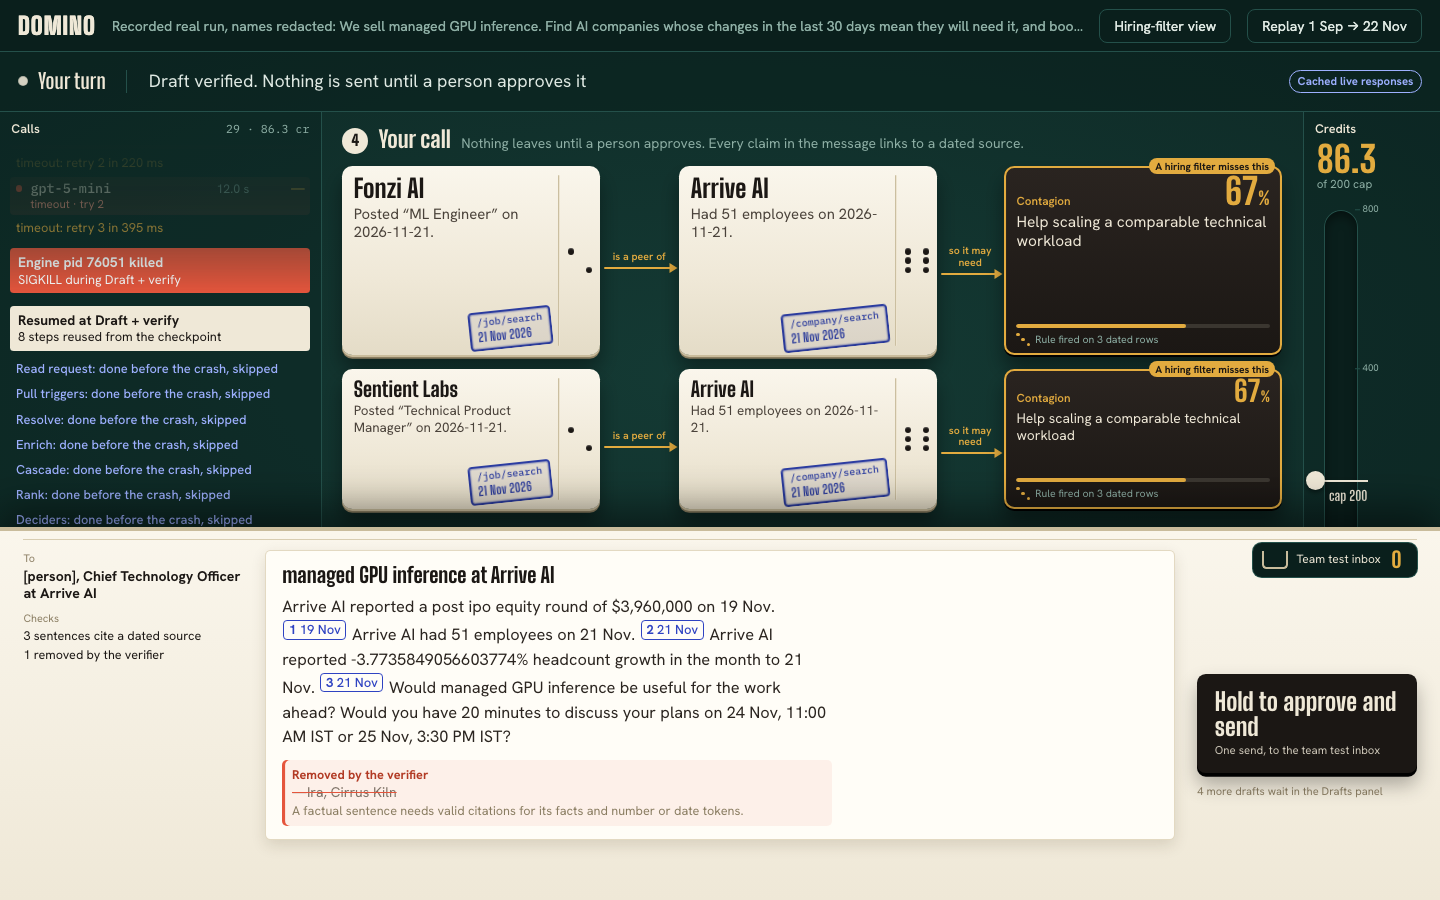 DOMINO
Recorded real run, names redacted: We sell managed GPU inference. Find AI companies whose changes in the last 30 days mean they will need it, and boo...
Hiring-filter view
Replay 1 Sep → 22 Nov
Your turn
Draft verified. Nothing is sent until a person approves it
Cached live responses
Calls
29 · 86.3 cr
timeout: retry 2 in 220 ms
gpt-5-mini 12.0 s —
timeout · try 2
timeout: retry 3 in 395 ms
Engine pid 76051 killed
SIGKILL during Draft + verify
Resumed at Draft + verify
8 steps reused from the checkpoint
Read request: done before the crash, skipped
Pull triggers: done before the crash, skipped
Resolve: done before the crash, skipped
Enrich: done before the crash, skipped
Cascade: done before the crash, skipped
Rank: done before the crash, skipped
Deciders: done before the crash, skipped
4 Your call
Nothing leaves until a person approves. Every claim in the message links to a dated source.
Fonzi AI
Posted “ML Engineer” on
2026-11-21.
/job/search
21 Nov 2026
is a peer of
Arrive AI
Had 51 employees on 2026-
11-21.
/company/search
21 Nov 2026
so it may
need
A hiring filter misses this
Contagion
67%
Help scaling a comparable technical
workload
Rule fired on 3 dated rows
Sentient Labs
Posted “Technical Product
Manager” on 2026-11-21.
/job/search
21 Nov 2026
is a peer of
Arrive AI
Had 51 employees on 2026-11-
21.
/company/search
21 Nov 2026
so it may
need
A hiring filter misses this
Contagion
67%
Help scaling a comparable technical
workload
Rule fired on 3 dated rows
Credits
86.3
of 200 cap
800
400
cap 200
To
[person], Chief Technology Officer
at Arrive AI
Checks
3 sentences cite a dated source
1 removed by the verifier
managed GPU inference at Arrive AI
Arrive AI reported a post ipo equity round of $3,960,000 on 19 Nov.
1 19 Nov Arrive AI had 51 employees on 21 Nov. 2 21 Nov Arrive AI
reported -3.7735849056603774% headcount growth in the month to 21
Nov. 3 21 Nov Would managed GPU inference be useful for the work
ahead? Would you have 20 minutes to discuss your plans on 24 Nov, 11:00
AM IST or 25 Nov, 3:30 PM IST?
Removed by the verifier
— Ira, Cirrus Kiln
A factual sentence needs valid citations for its facts and number or date tokens.
Team test inbox 0
Hold to approve and
send
One send, to the team test inbox
4 more drafts wait in the Drafts panel